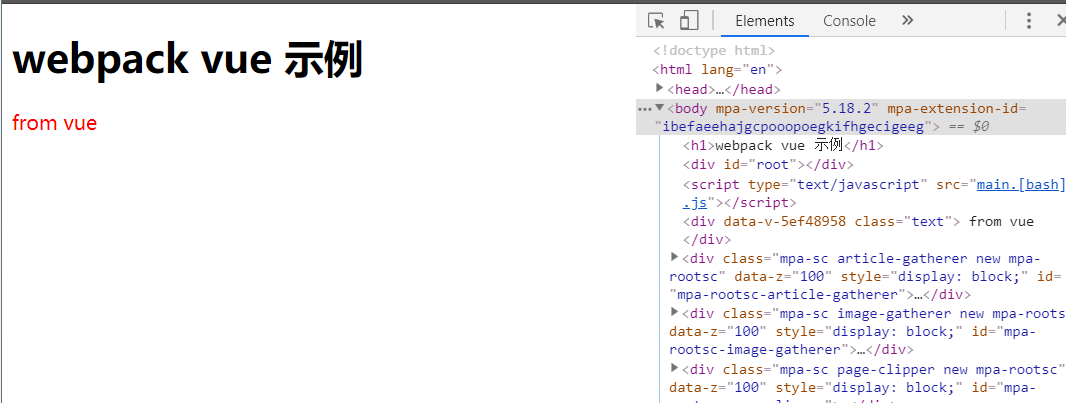 webpack vue 示例
from vue
Elements Console »
<!doctype html>
<html lang="en">
<head>…</head>
<body mpa-version="5.18.2" mpa-extension-id=
"ibefaeehajgcpooopoegkifhgecigeeg"> == $0
<h1>webpack vue 示例</h1>
<div id="root"></div>
<script type="text/javascript" src="main.[bash]
.js"></script>
<div data-v-5ef48958 class="text"> from vue
</div>
<div class="mpa-sc article-gatherer new mpa-
rootsc" data-z="100" style="display: block;" id=
"mpa-rootsc-article-gatherer">…</div>
<div class="mpa-sc image-gatherer new mpa-roots
data-z="100" style="display: block;" id="mpa-
rootsc-image-gatherer">…</div>
<div class="mpa-sc page-clipper new mpa-rootsc"
data-z="100" style="display: block;" id="mpa-